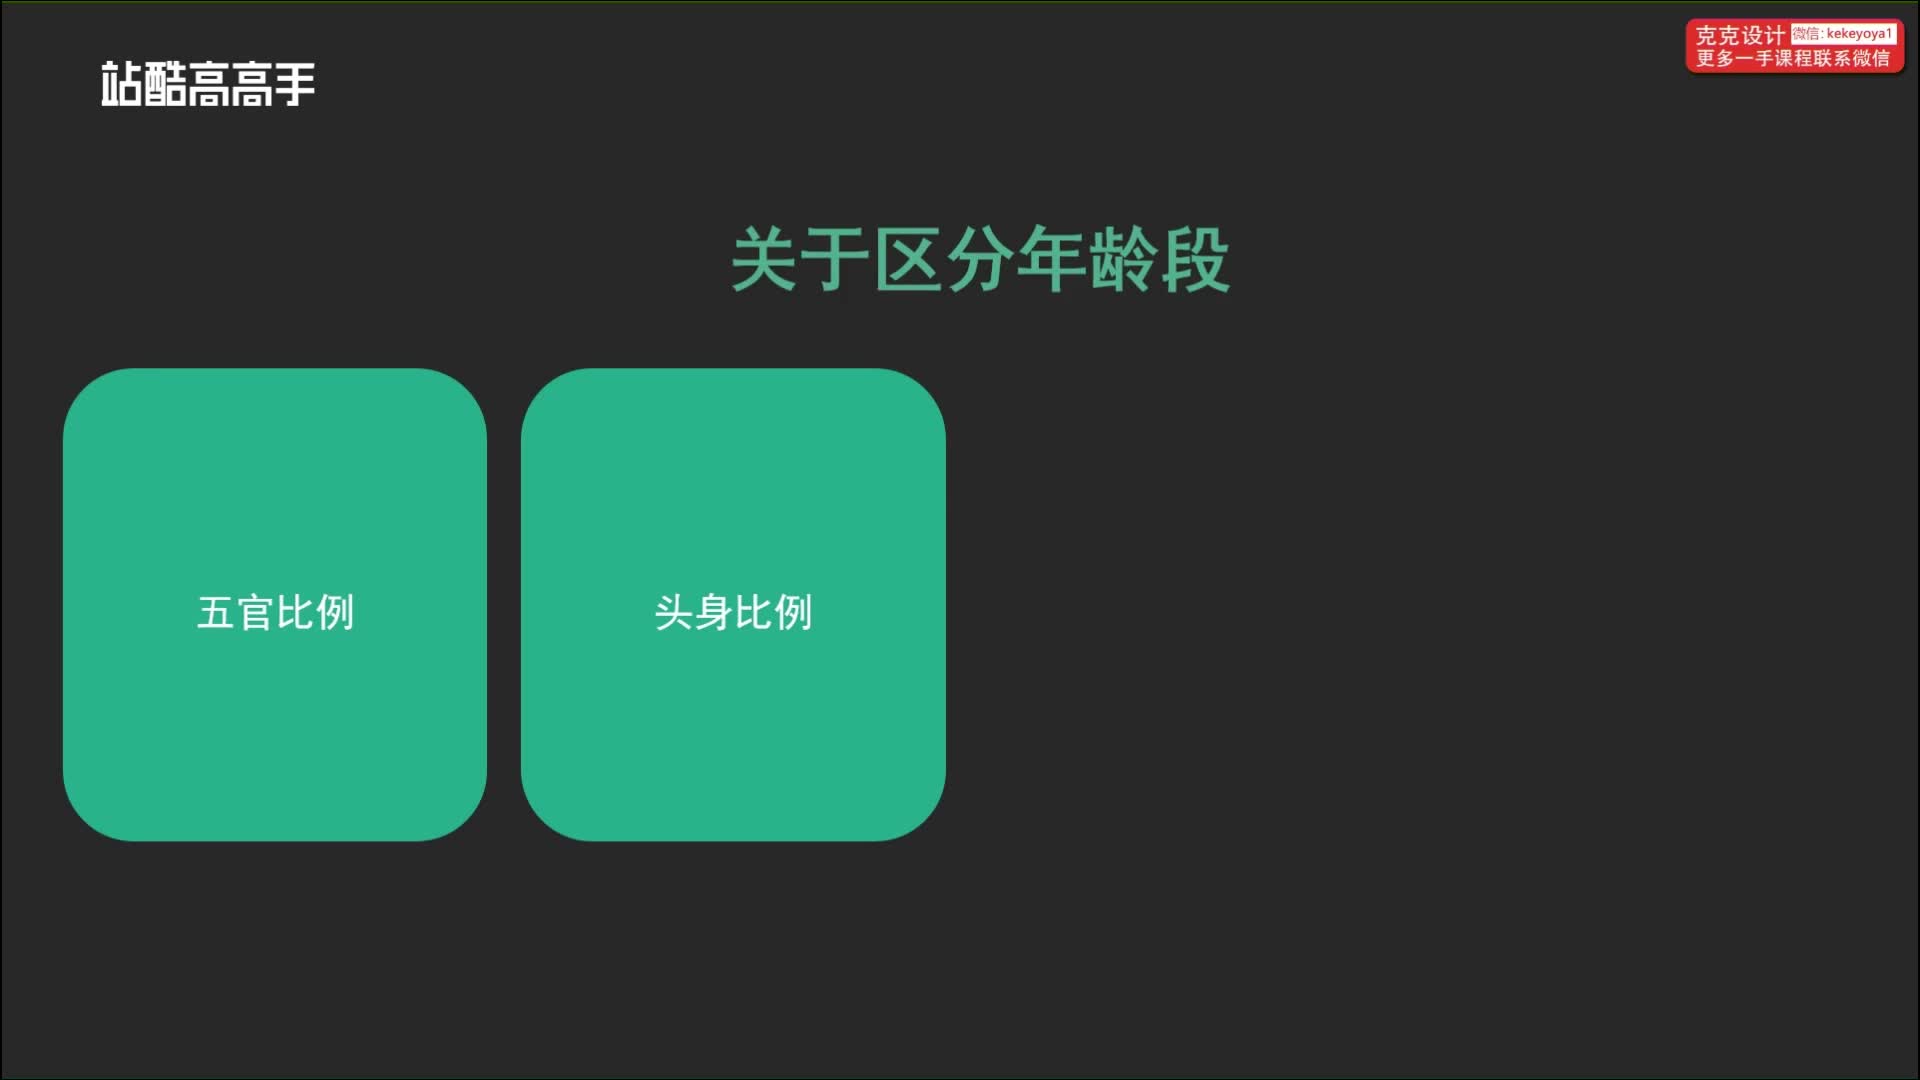 站酷高高手
克克设计 微信: kekeyoya1
更多一手课程联系微信
关于区分年龄段
五官比例
头身比例